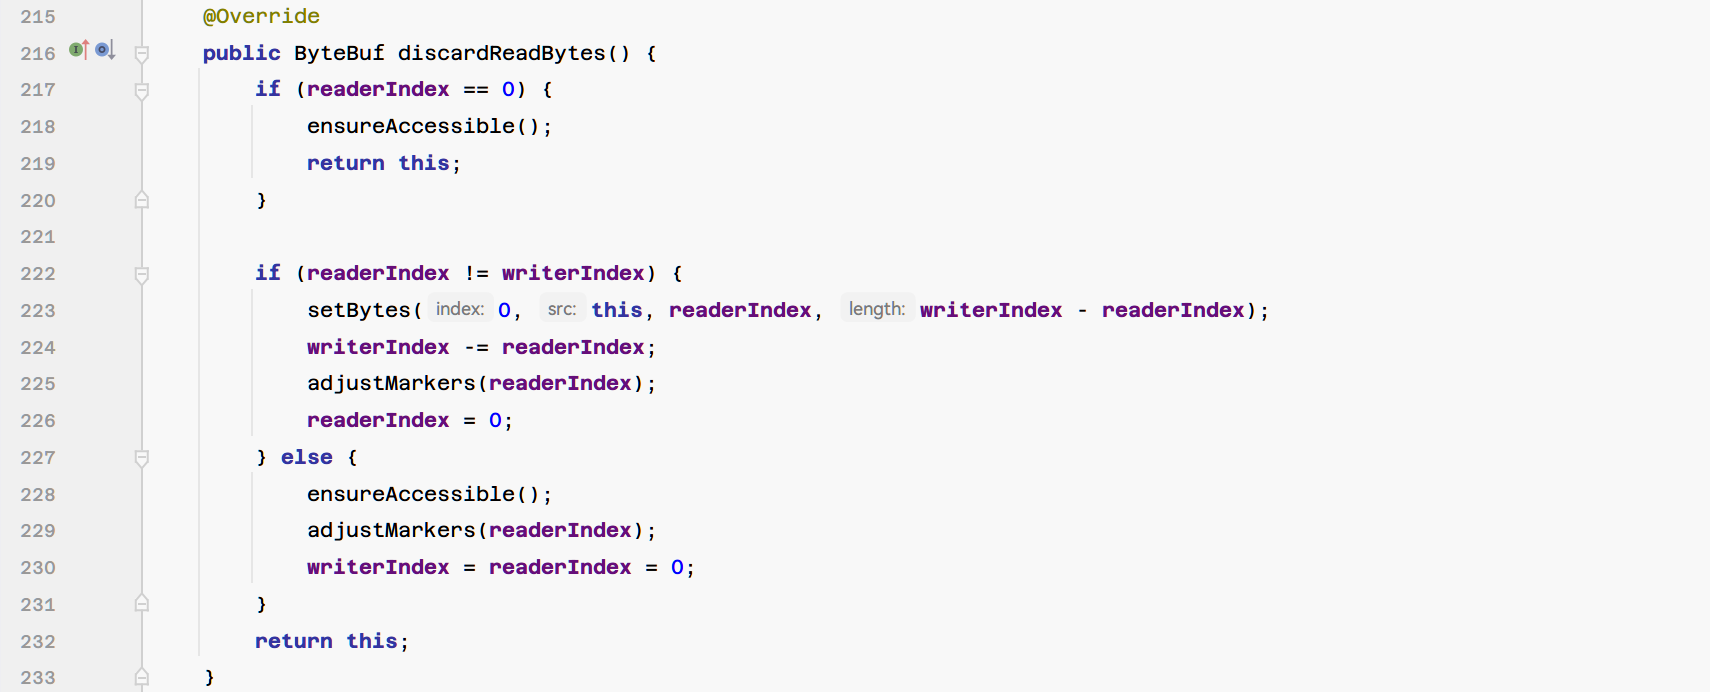 215 @Override
216 public ByteBuf discardReadBytes() {
217 if (readerIndex == 0) {
218 ensureAccessible();
219 return this;
220 }
221
222 if (readerIndex != writerIndex) {
223 setBytes( index: 0, src: this, readerIndex, length: writerIndex - readerIndex);
224 writerIndex -= readerIndex;
225 adjustMarkers(readerIndex);
226 readerIndex = 0;
227 } else {
228 ensureAccessible();
229 adjustMarkers(readerIndex);
230 writerIndex = readerIndex = 0;
231 }
232 return this;
233 }